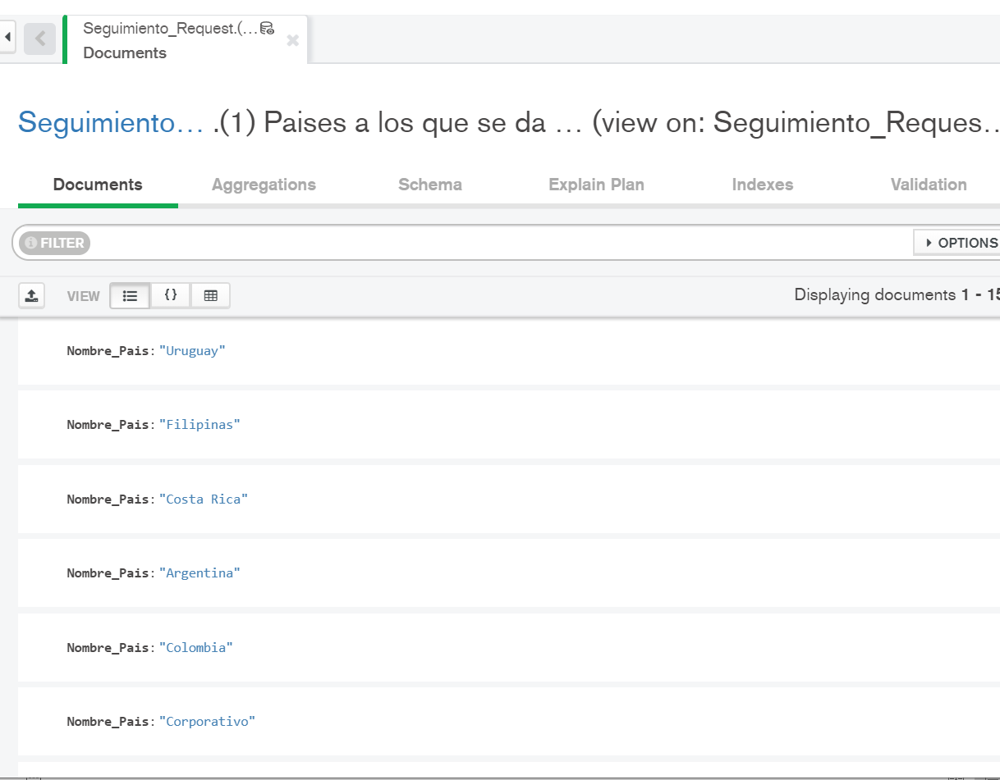 Seguimiento_Request.(...
Documents
Seguimiento... .(1) Paises a los que se da ... (view on: Seguimiento_Reques..
Documents Aggregations Schema Explain Plan Indexes Validation
FILTER OPTIONS
VIEW {} Displaying documents 1 - 15
Nombre_Pais: "Uruguay"
Nombre_Pais: "Filipinas"
Nombre_Pais: "Costa Rica"
Nombre_Pais: "Argentina"
Nombre_Pais: "Colombia"
Nombre_Pais: "Corporativo"